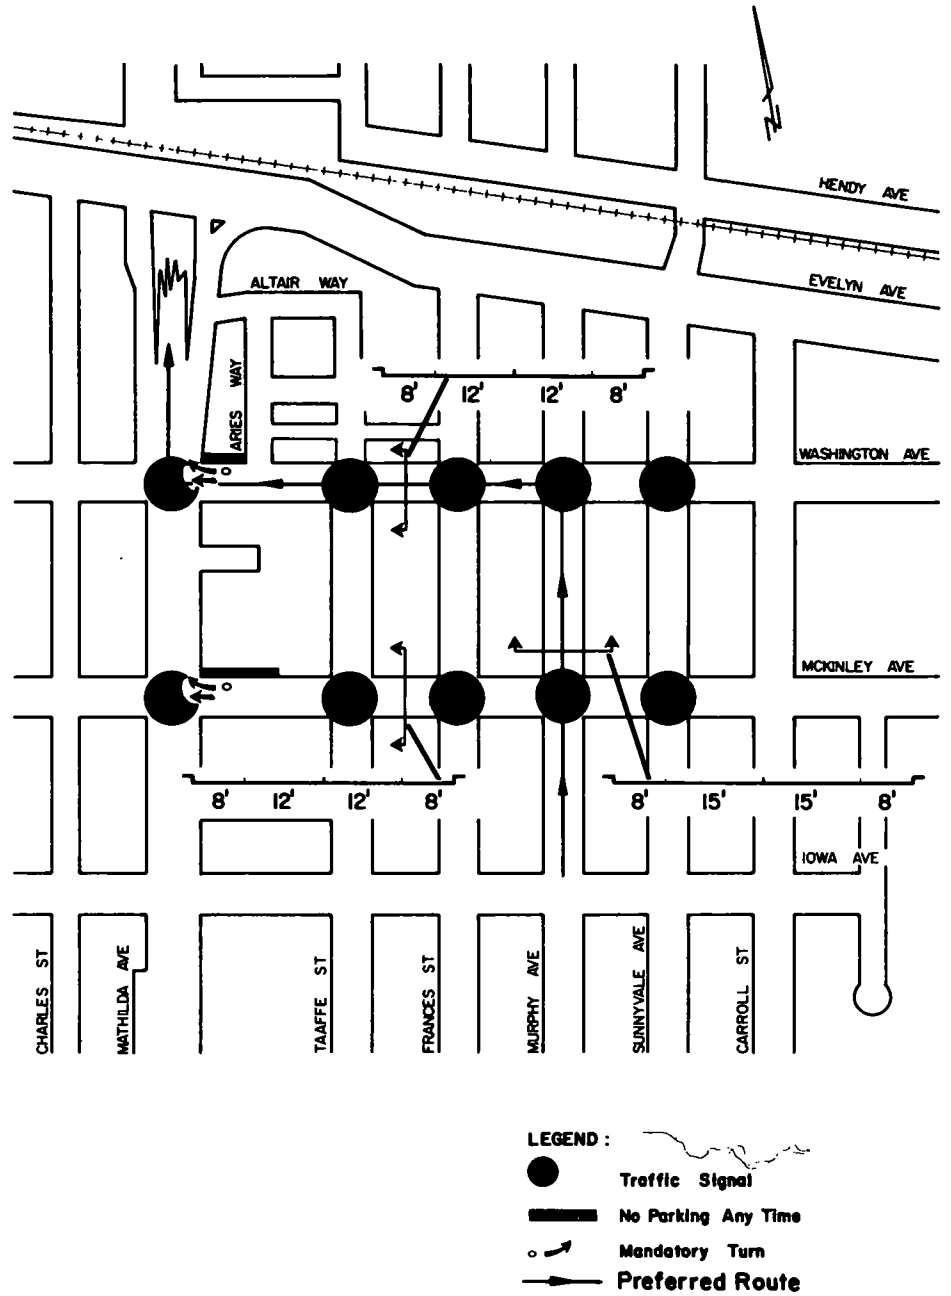 N
HENDY AVE
EVELYN AVE
ALTAIR WAY
ARIES WAY
8' 12' 12' 8'
WASHINGTON AVE
MCKINLEY AVE
8' 12' 12' 8'
8' 15' 15' 8'
IOWA AVE
CHARLES ST
MATHILDA AVE
TAAFFE ST
FRANCES ST
MURPHY AVE
SUNNYVALE AVE
CARROLL ST
LEGEND :
Traffic Signal
No Parking Any Time
Mandatory Turn
Preferred Route